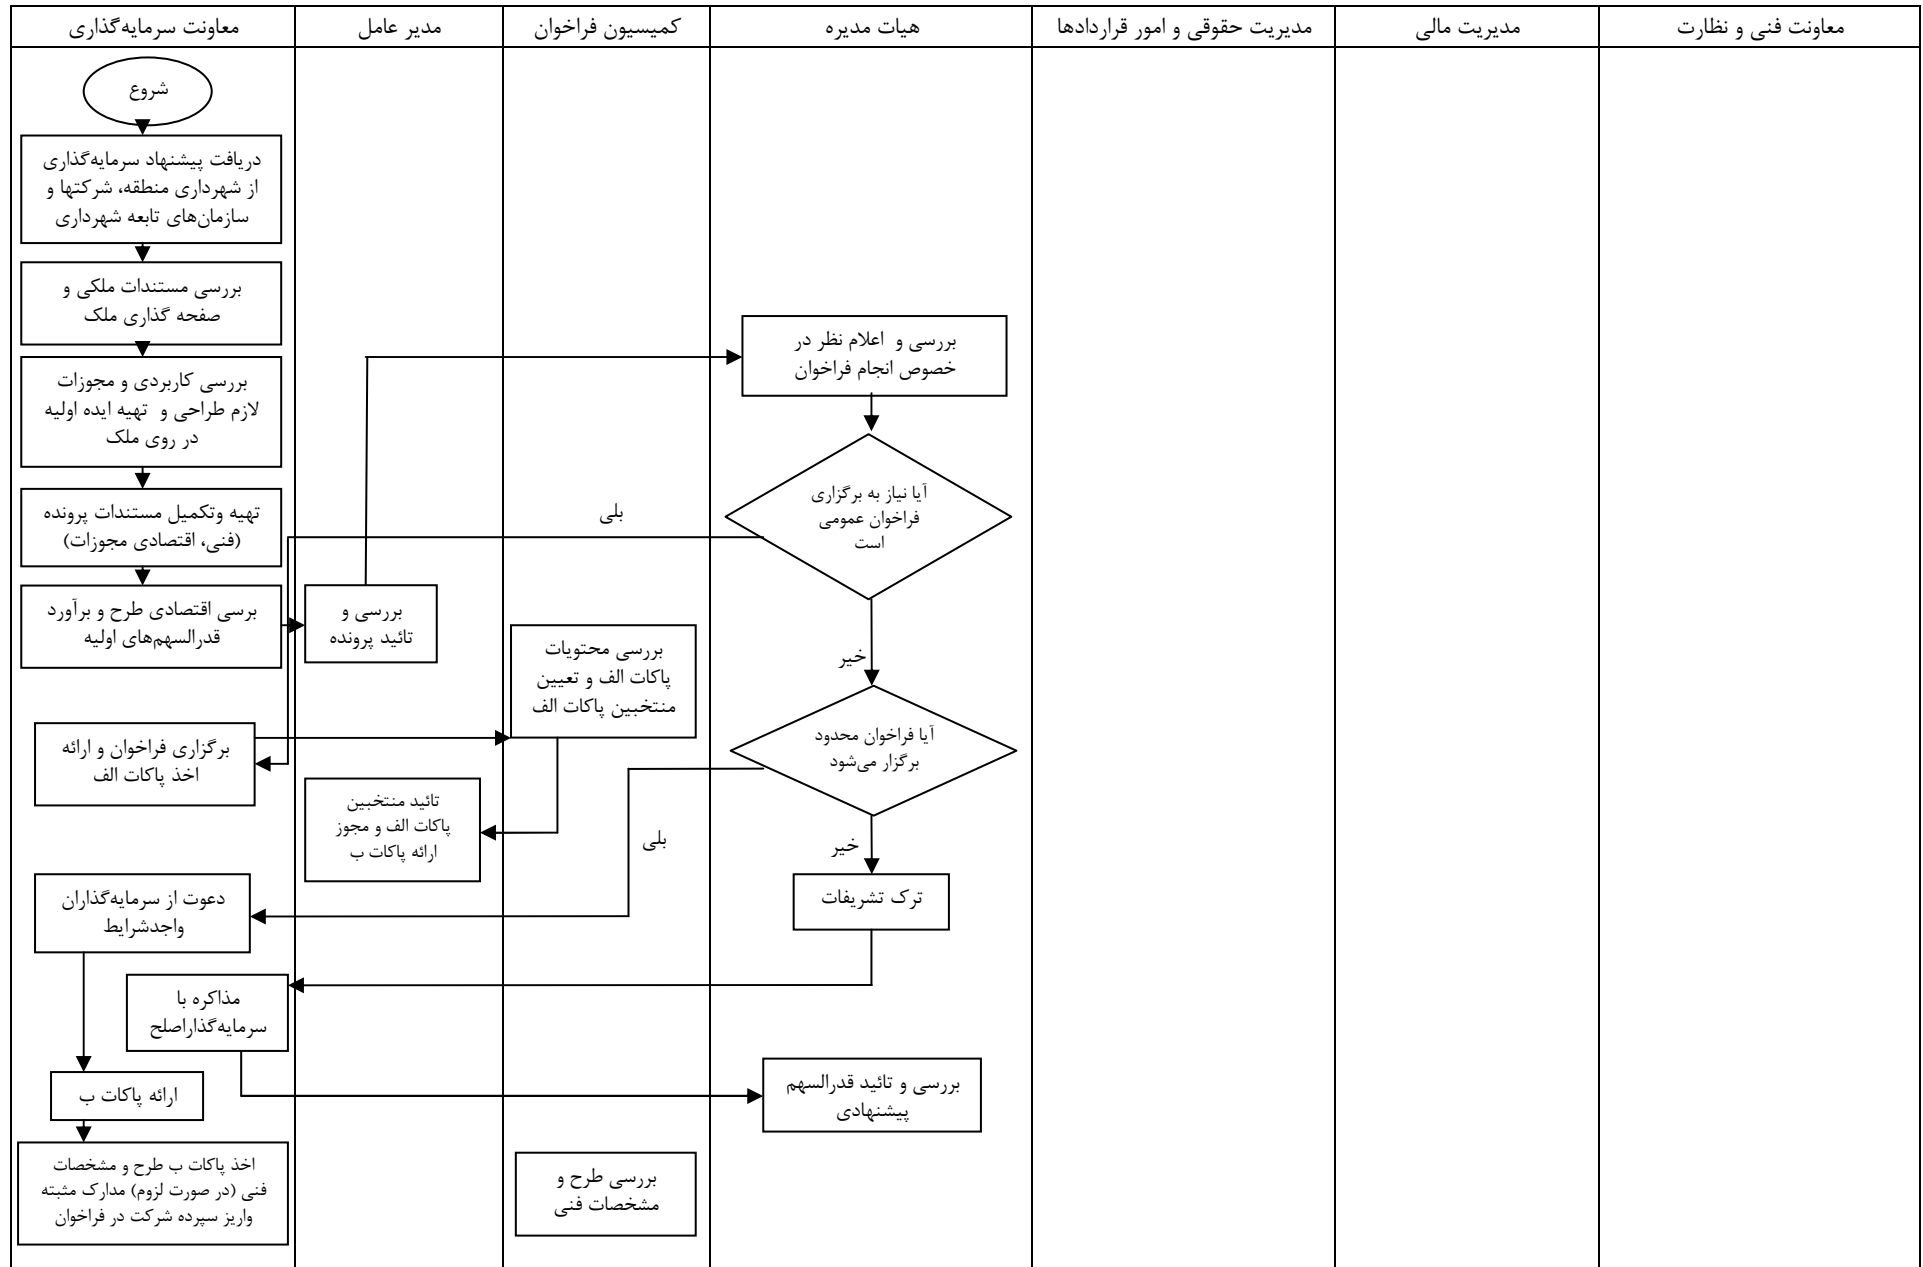 معاونت سرمایه‌گذاری
مدیر عامل
کمیسیون فراخوان
هیات مدیره
مدیریت حقوقی و امور قراردادها
مدیریت مالی
معاونت فنی و نظارت
شروع
دریافت پیشنهاد سرمایه‌گذاری
از شهرداری منطقه، شرکتها و
سازمان‌های تابعه شهرداری
بررسی مستندات ملکی و
صفحه گذاری ملک
بررسی کاربردی و مجوزات
لازم طراحی و تهیه ایده اولیه
در روی ملک
تهیه وتکمیل مستندات پرونده
(فنی، اقتصادی مجوزات)
برسی اقتصادی طرح و برآورد
قدرالسهم‌های اولیه
بررسی و
تائید پرونده
بررسی و اعلام نظر در
خصوص انجام فراخوان
آیا نیاز به برگزاری
فراخوان عمومی
است
بلی
خیر
برگزاری فراخوان و ارائه
اخذ پاکات الف
بررسی محتویات
پاکات الف و تعیین
منتخبین پاکات الف
تائید منتخبین
پاکات الف و مجوز
ارائه پاکات ب
آیا فراخوان محدود
برگزار می‌شود
بلی
خیر
ترک تشریفات
دعوت از سرمایه‌گذاران
واجدشرایط
مذاکره با
سرمایه‌گذاراصلح
ارائه پاکات ب
بررسی و تائید قدرالسهم
پیشنهادی
اخذ پاکات ب طرح و مشخصات
فنی (در صورت لزوم) مدارک مثبته
واریز سپرده شرکت در فراخوان
بررسی طرح و
مشخصات فنی